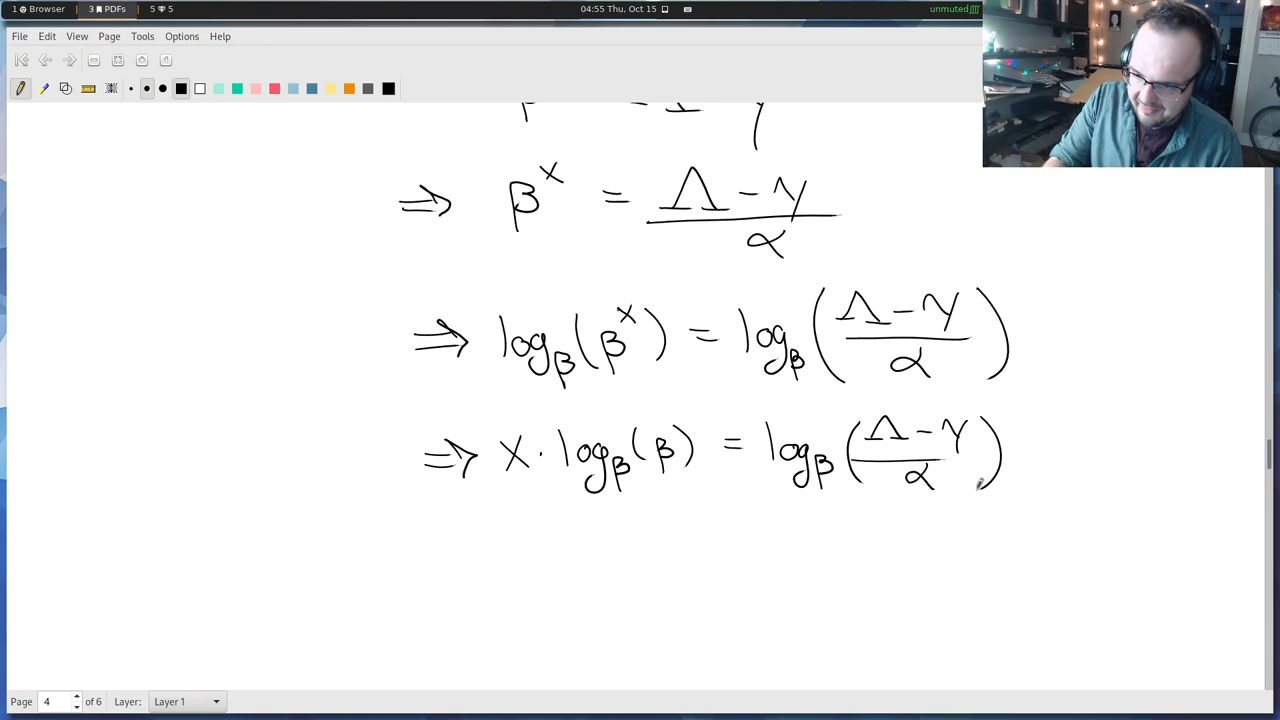 1 Browser 3 PDFs 5 5 04:55 Thu, Oct 15 unmuted
File Edit View Page Tools Options Help
⇒ β^x = (Λ − γ)/α
⇒ log_β(β^x) = log_β((Λ − γ)/α)
⇒ X · log_β(β) = log_β((Λ − γ)/α)
Page 4 of 6 Layer: Layer 1